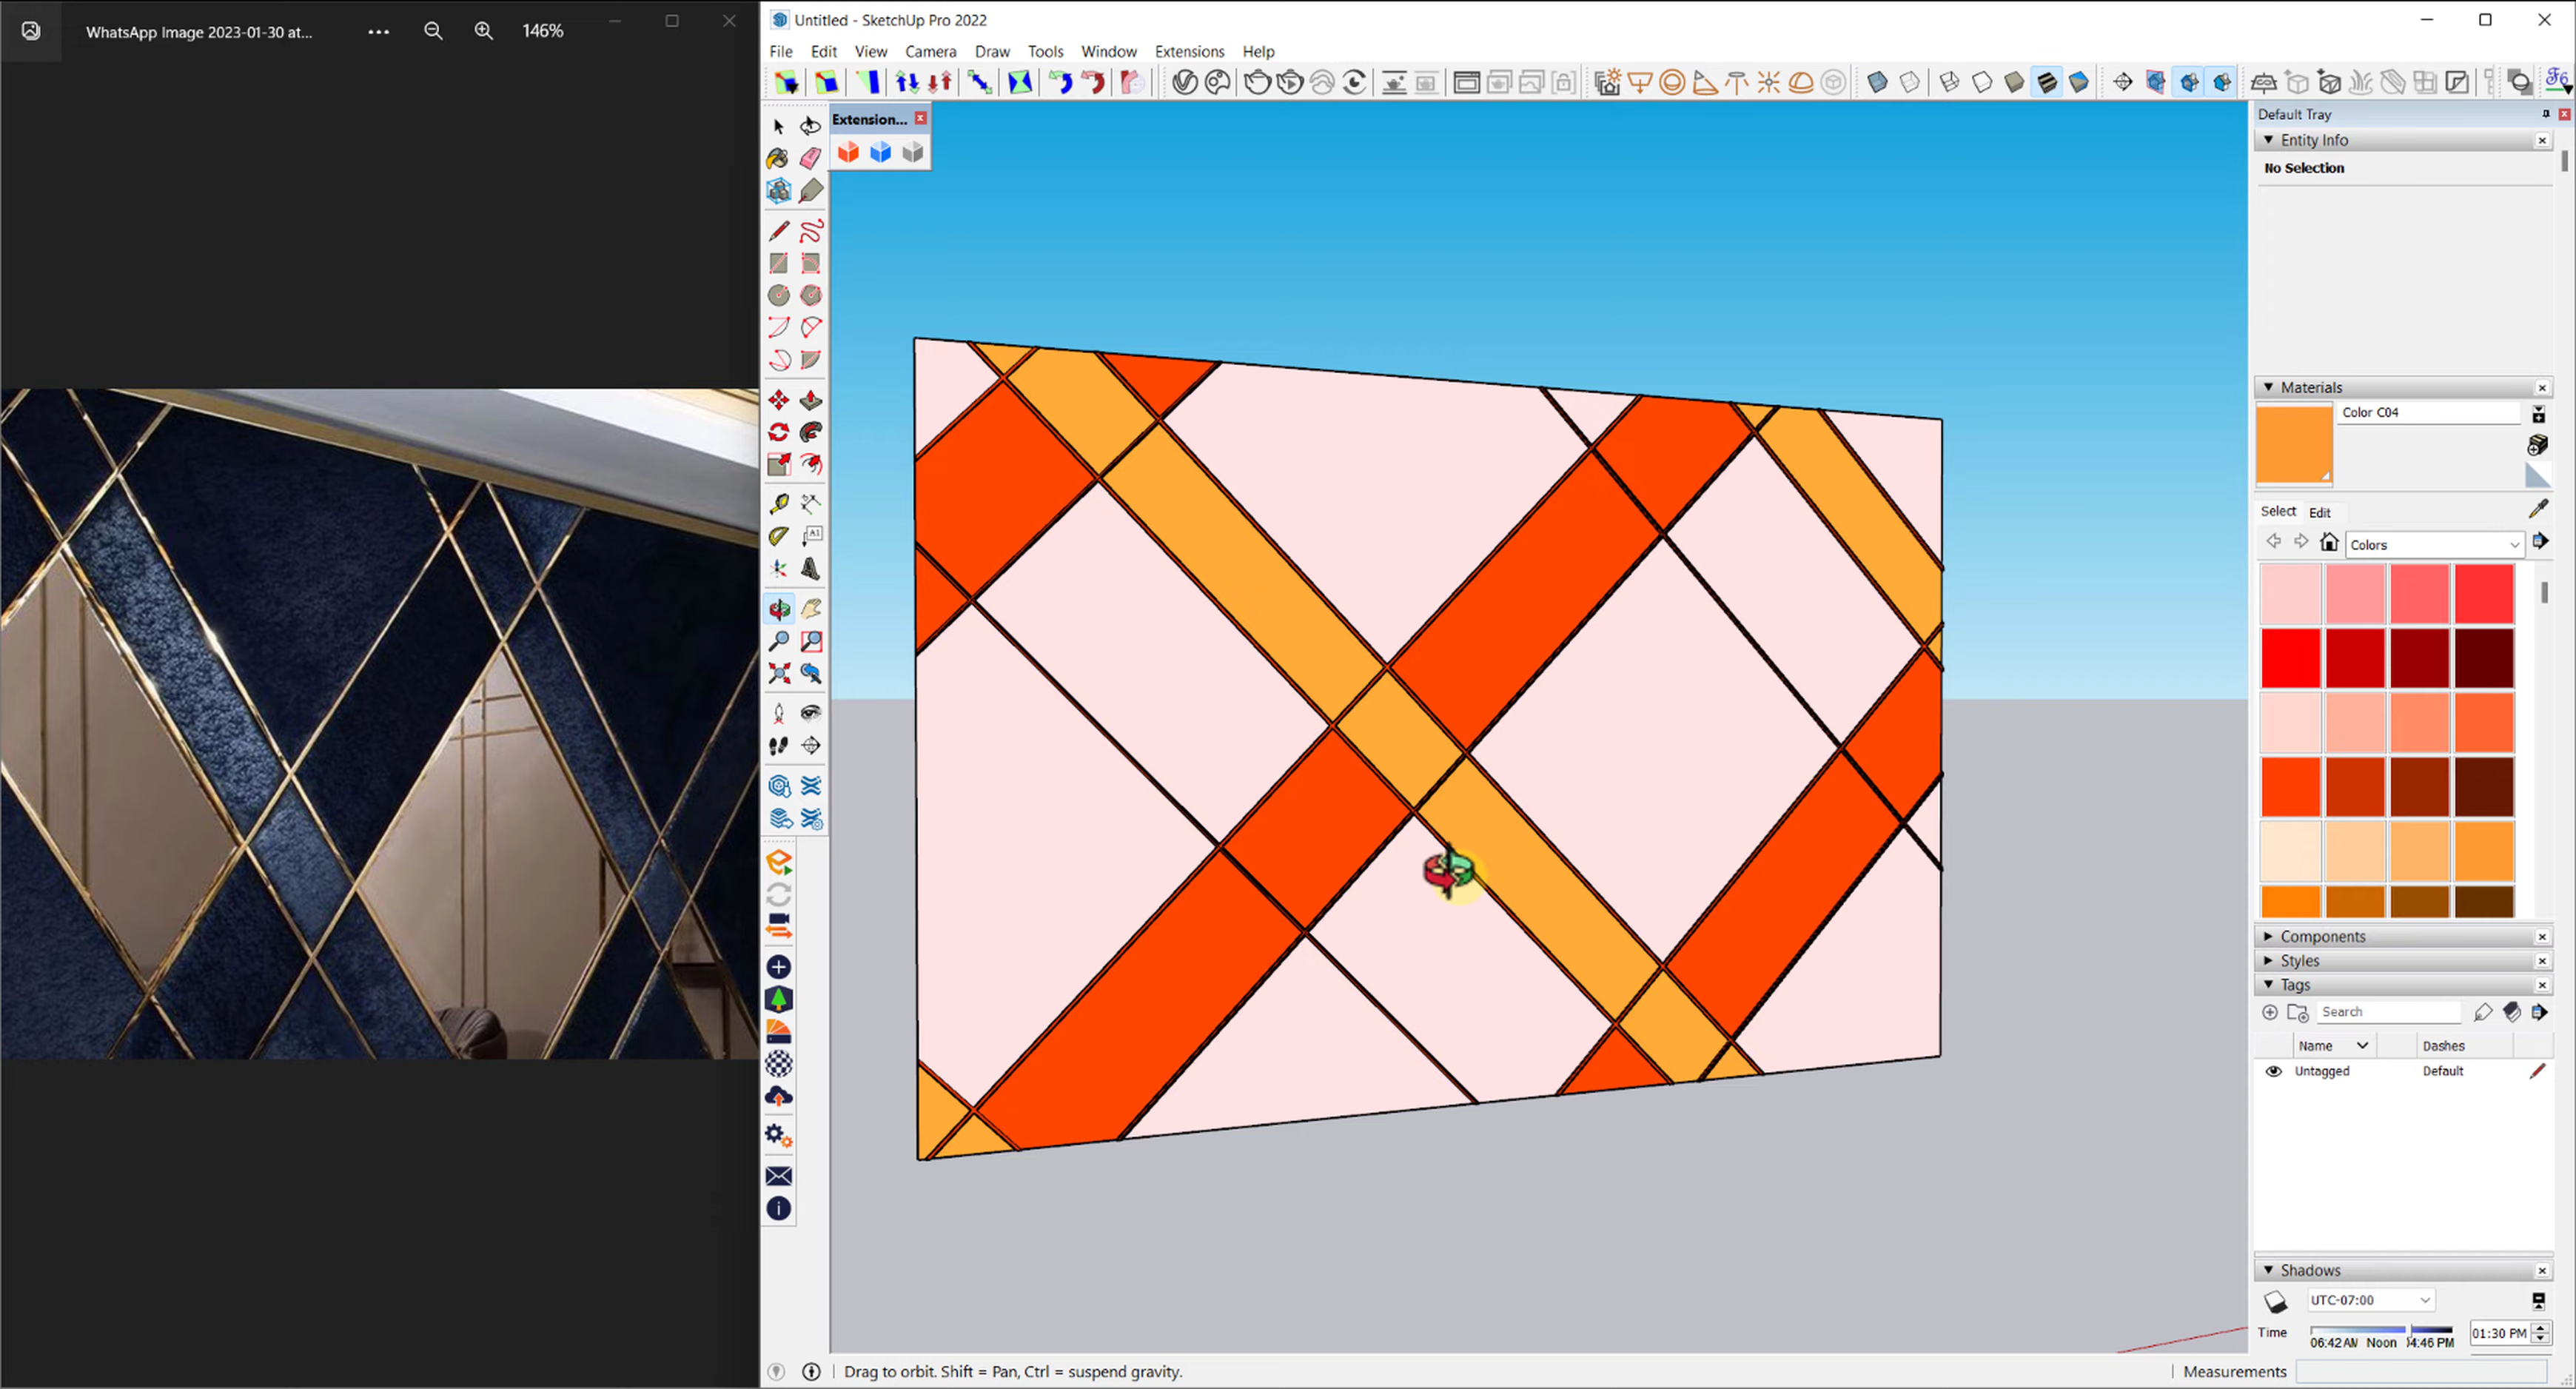 WhatsApp Image 2023-01-30 at...
146%
Untitled - SketchUp Pro 2022
File Edit View Camera Draw Tools Window Extensions Help
Extension...
Default Tray
Entity Info
No Selection
Materials
Color C04
Select Edit
Colors
Components
Styles
Tags
Search
Name Dashes
Untagged Default
Shadows
UTC-07:00
Time 06:42 AM Noon 04:46 PM 01:30 PM
Drag to orbit. Shift = Pan, Ctrl = suspend gravity.
Measurements